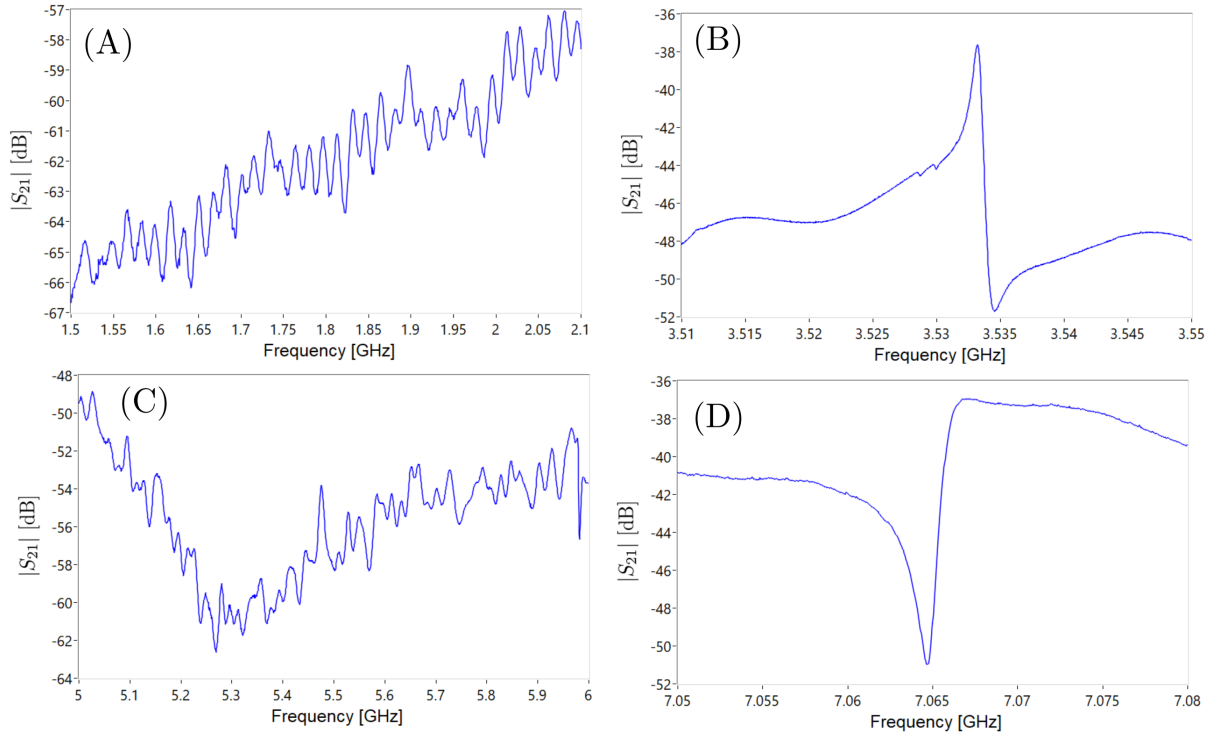 (A)
|S₂₁| [dB]
-57
-58
-59
-60
-61
-62
-63
-64
-65
-66
-67
1.5 1.55 1.6 1.65 1.7 1.75 1.8 1.85 1.9 1.95 2 2.05 2.1
Frequency [GHz]
(B)
|S₂₁| [dB]
-36
-38
-40
-42
-44
-46
-48
-50
-52
3.51 3.515 3.52 3.525 3.53 3.535 3.54 3.545 3.55
Frequency [GHz]
(C)
|S₂₁| [dB]
-48
-50
-52
-54
-56
-58
-60
-62
-64
5 5.1 5.2 5.3 5.4 5.5 5.6 5.7 5.8 5.9 6
Frequency [GHz]
(D)
|S₂₁| [dB]
-36
-38
-40
-42
-44
-46
-48
-50
-52
7.05 7.055 7.06 7.065 7.07 7.075 7.08
Frequency [GHz]